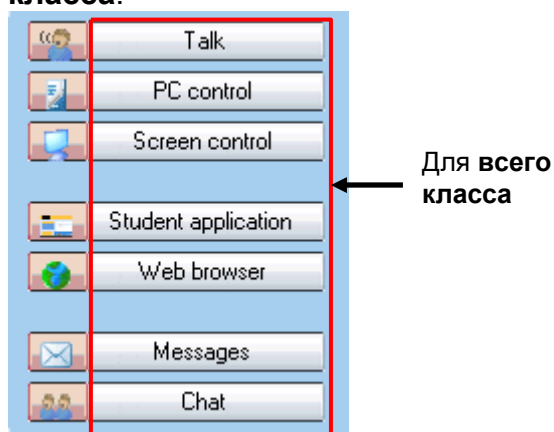 класса.
Talk
PC control
Screen control
Для всего
класса
Student application
Web browser
Messages
Chat